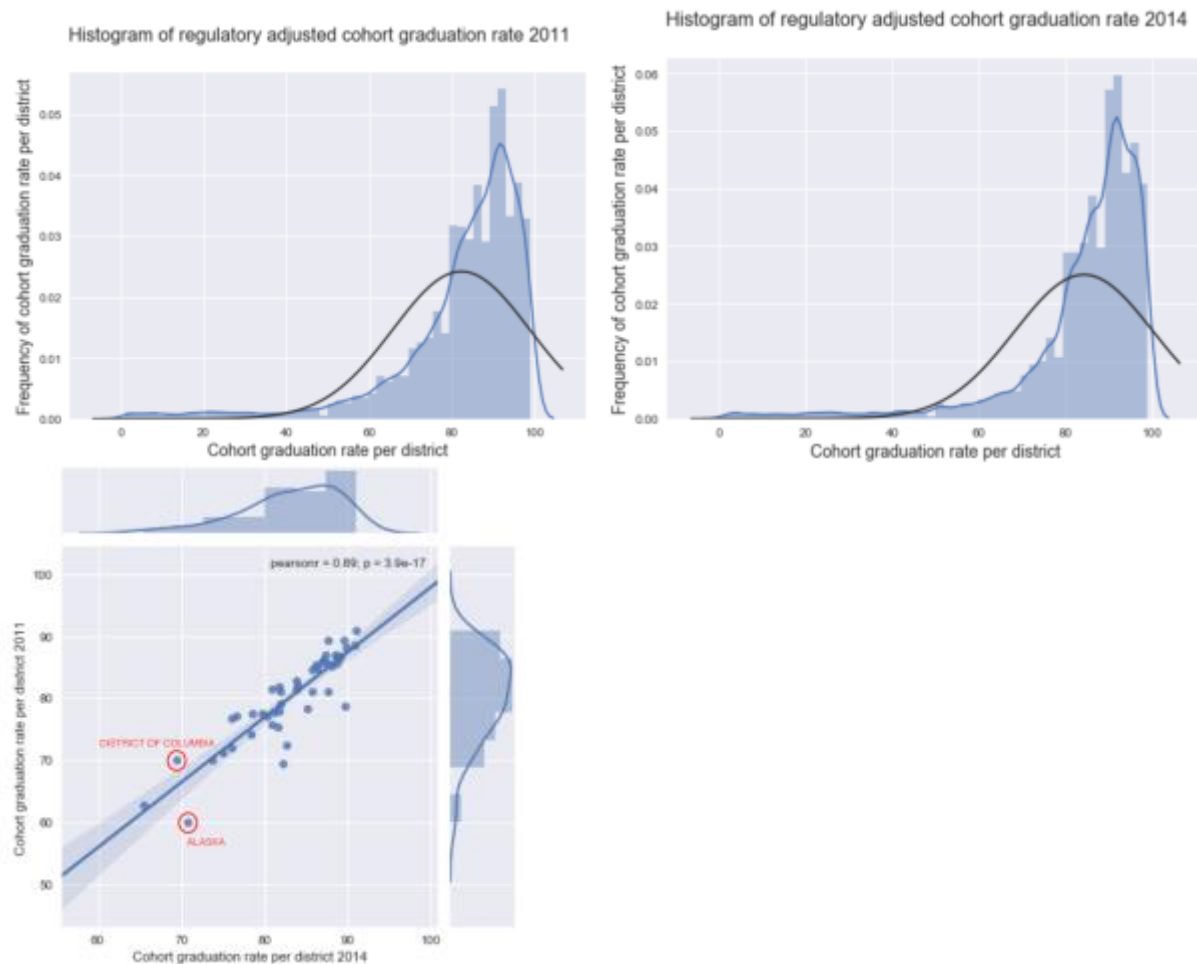 Histogram of regulatory adjusted cohort graduation rate 2011
Frequency of cohort graduation rate per district
0.05
0.04
0.03
0.02
0.01
0.00
0 20 40 60 80 100
Cohort graduation rate per district
Histogram of regulatory adjusted cohort graduation rate 2014
Frequency of cohort graduation rate per district
0.06
0.05
0.04
0.03
0.02
0.01
0.00
0 20 40 60 80 100
Cohort graduation rate per district
pearsonr = 0.89; p = 3.9e-17
Cohort graduation rate per district 2011
100
90
80
70
60
50
DISTRICT OF COLUMBIA
ALASKA
60 70 80 90 100
Cohort graduation rate per district 2014